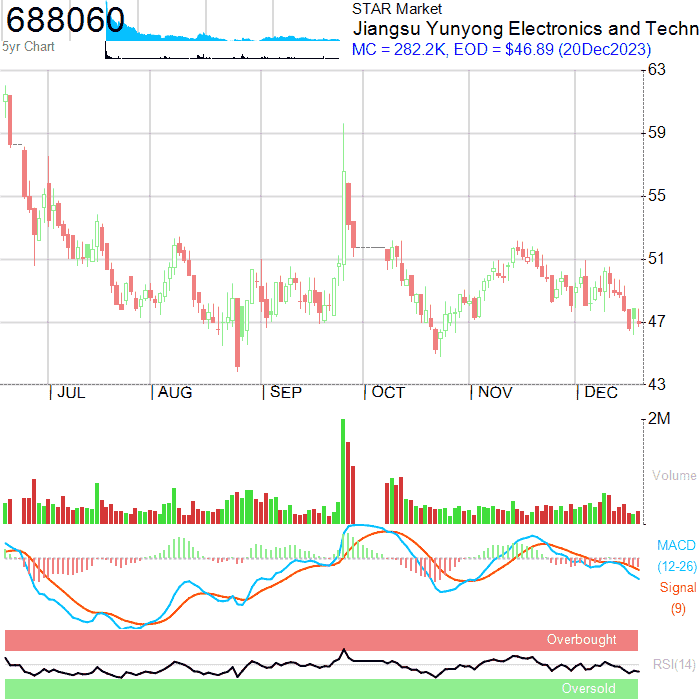 688060
5yr Chart
STAR Market
Jiangsu Yunyong Electronics and Techn
MC = 282.2K, EOD = $46.89 (20Dec2023)
63
59
55
51
47
43
JUL AUG SEP OCT NOV DEC
2M
Volume
MACD
(12-26)
Signal
(9)
Overbought
RSI(14)
Oversold